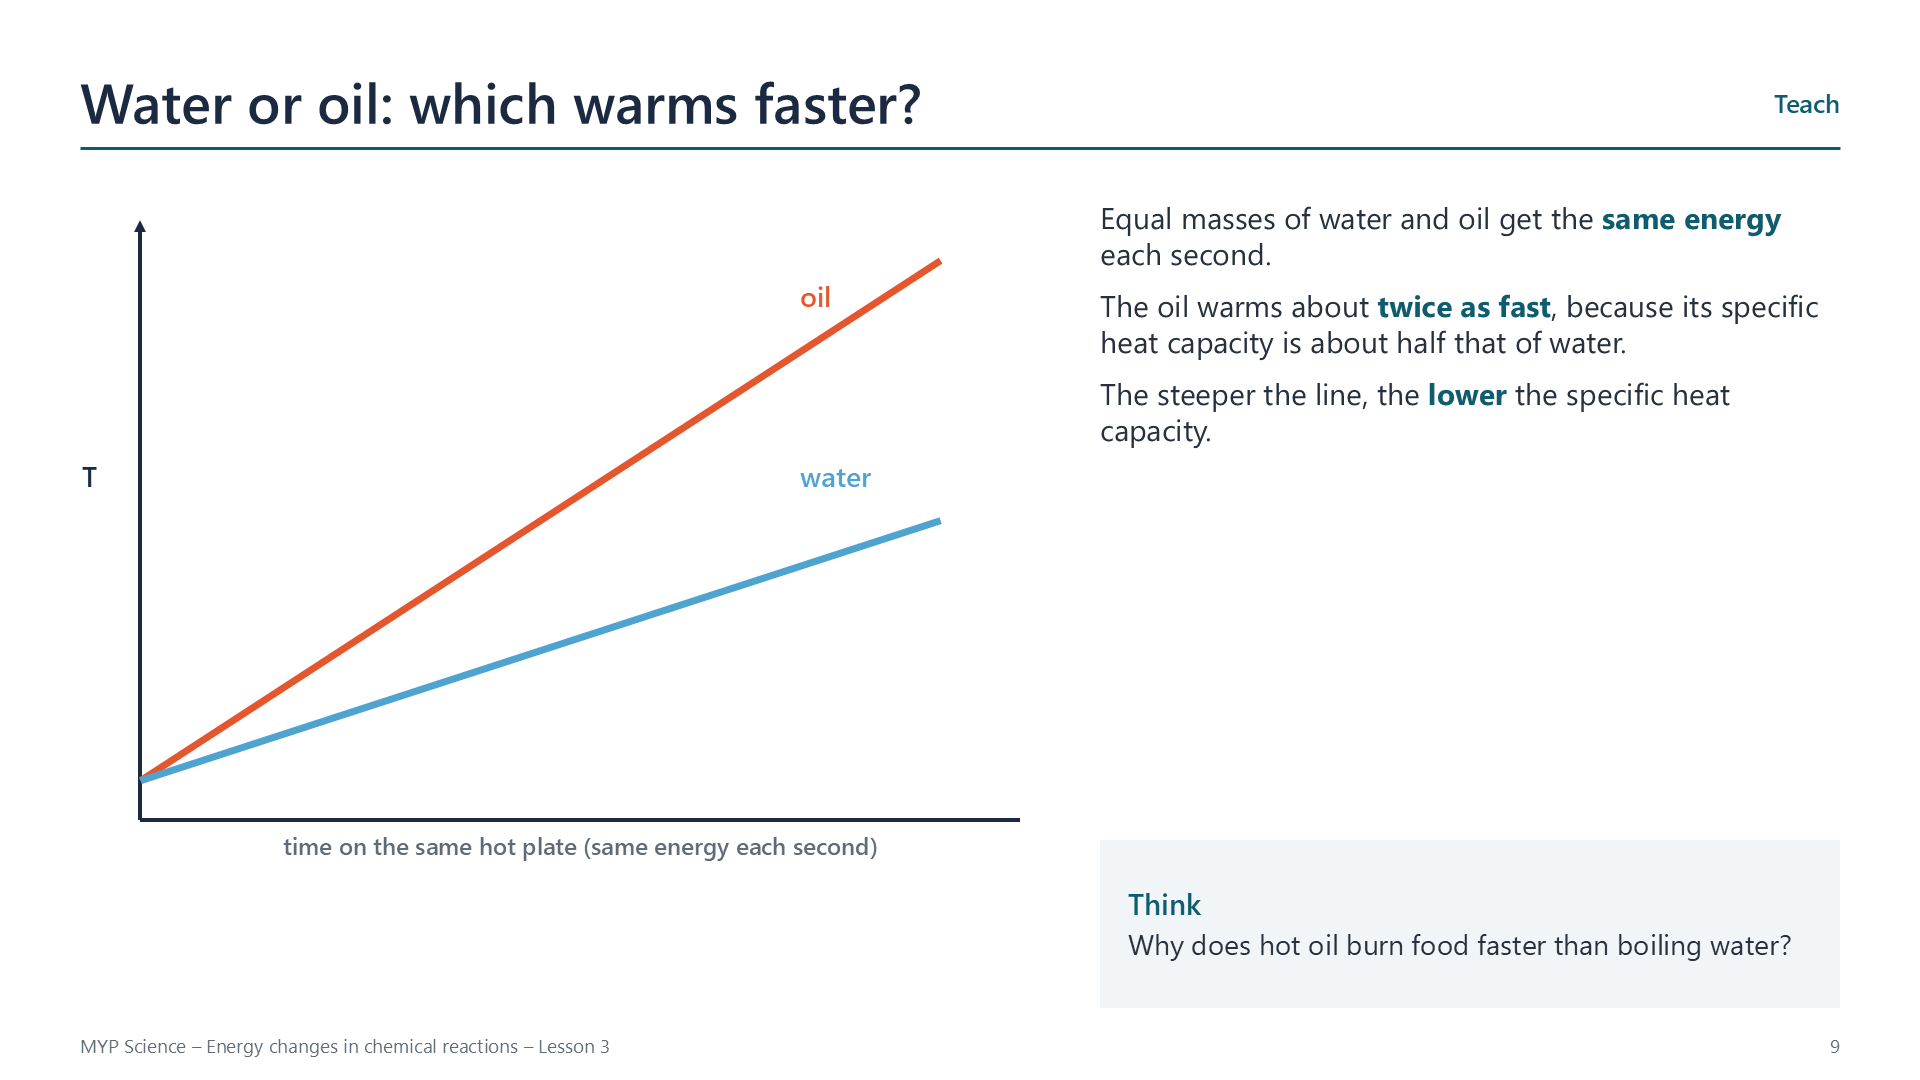 Water or oil: which warms faster?
Teach
oil
water
T
time on the same hot plate (same energy each second)
Equal masses of water and oil get the same energy
each second.
The oil warms about twice as fast, because its specific
heat capacity is about half that of water.
The steeper the line, the lower the specific heat
capacity.
Think
Why does hot oil burn food faster than boiling water?
MYP Science – Energy changes in chemical reactions – Lesson 3
9